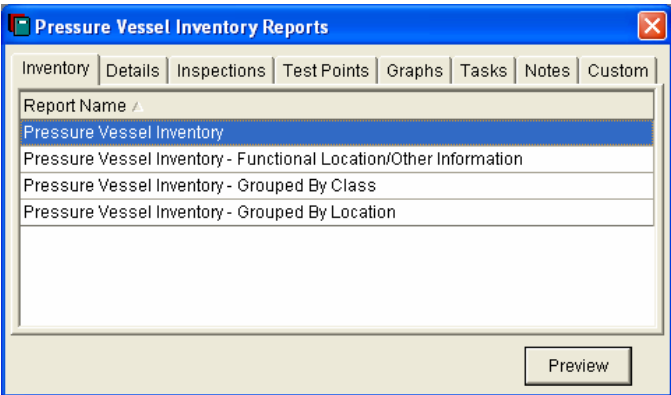 Pressure Vessel Inventory Reports
Inventory Details Inspections Test Points Graphs Tasks Notes Custom
Report Name
Pressure Vessel Inventory
Pressure Vessel Inventory - Functional Location/Other Information
Pressure Vessel Inventory - Grouped By Class
Pressure Vessel Inventory - Grouped By Location
Preview